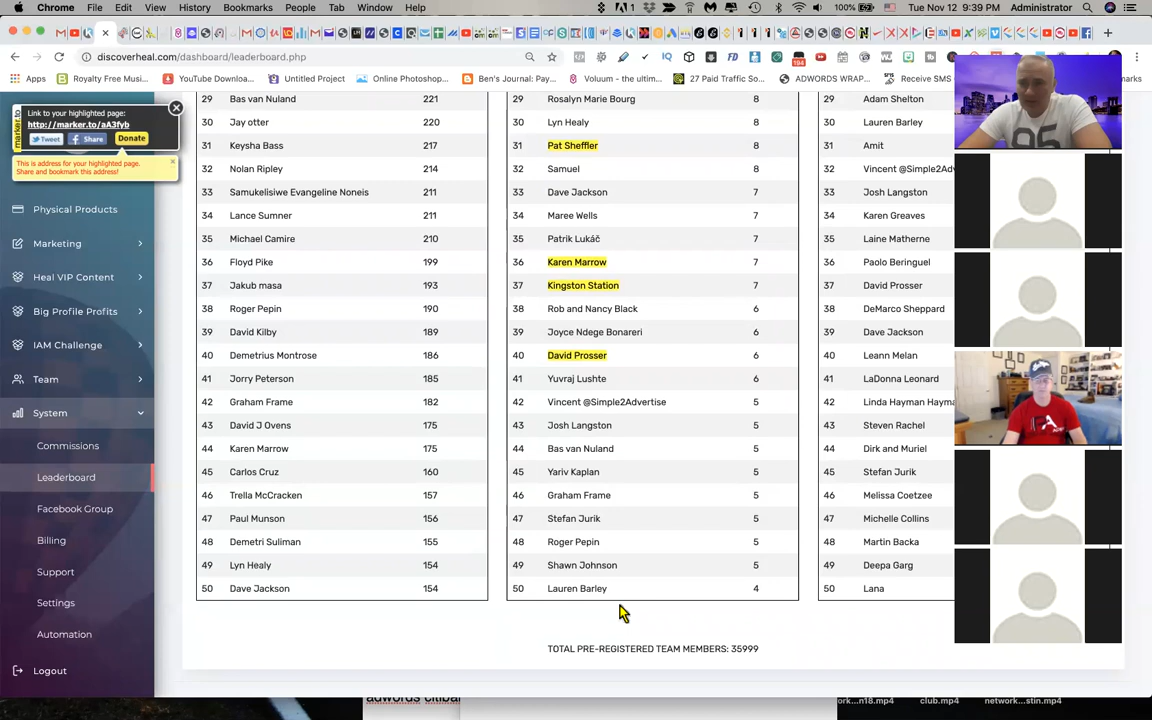 Chrome File Edit View History Bookmarks People Tab Window Help 100% Tue Nov 12 9:39 PM Administrator
discoverheal.com/dashboard/leaderboard.php
Apps Royalty Free Musi... YouTube Downloa... Untitled Project Online Photoshop... Ben's Journal: Pay... Voluum - the ultim... 27 Paid Traffic So... ADWORDS WRAP... Receive SMS
Link to your highlighted page:
http://marker.to/aA3fyb
Tweet Share Donate
This is address for your highlighted page.
Share and bookmark this address!
Physical Products
Marketing
Heal VIP Content
Big Profile Profits
IAM Challenge
Team
System
Commissions
Leaderboard
Facebook Group
Billing
Support
Settings
Automation
Logout
29 Bas van Nuland 221
30 Jay otter 220
31 Keysha Bass 217
32 Nolan Ripley 214
33 Samukelisiwe Evangeline Noneis 211
34 Lance Sumner 211
35 Michael Camire 210
36 Floyd Pike 199
37 Jakub masa 193
38 Roger Pepin 190
39 David Kilby 189
40 Demetrius Montrose 186
41 Jorry Peterson 185
42 Graham Frame 182
43 David J Ovens 175
44 Karen Marrow 175
45 Carlos Cruz 160
46 Trella McCracken 157
47 Paul Munson 156
48 Demetri Suliman 155
49 Lyn Healy 154
50 Dave Jackson 154
29 Rosalyn Marie Bourg 8
30 Lyn Healy 8
31 Pat Sheffler 8
32 Samuel 8
33 Dave Jackson 7
34 Maree Wells 7
35 Patrik Lukáč 7
36 Karen Marrow 7
37 Kingston Station 7
38 Rob and Nancy Black 6
39 Joyce Ndege Bonareri 6
40 David Prosser 6
41 Yuvraj Lushte 6
42 Vincent @Simple2Advertise 5
43 Josh Langston 5
44 Bas van Nuland 5
45 Yariv Kaplan 5
46 Graham Frame 5
47 Stefan Jurik 5
48 Roger Pepin 5
49 Shawn Johnson 5
50 Lauren Barley 4
29 Adam Shelton
30 Lauren Barley
31 Amit
32 Vincent @Simple2Adv
33 Josh Langston
34 Karen Greaves
35 Laine Matherne
36 Paolo Beringuel
37 David Prosser
38 DeMarco Sheppard
39 Dave Jackson
40 Leann Melan
41 LaDonna Leonard
42 Linda Hayman Hayma
43 Steven Rachel
44 Dirk and Muriel
45 Stefan Jurik
46 Melissa Coetzee
47 Michelle Collins
48 Martin Backa
49 Deepa Garg
50 Lana
TOTAL PRE-REGISTERED TEAM MEMBERS: 35999
club.mp4